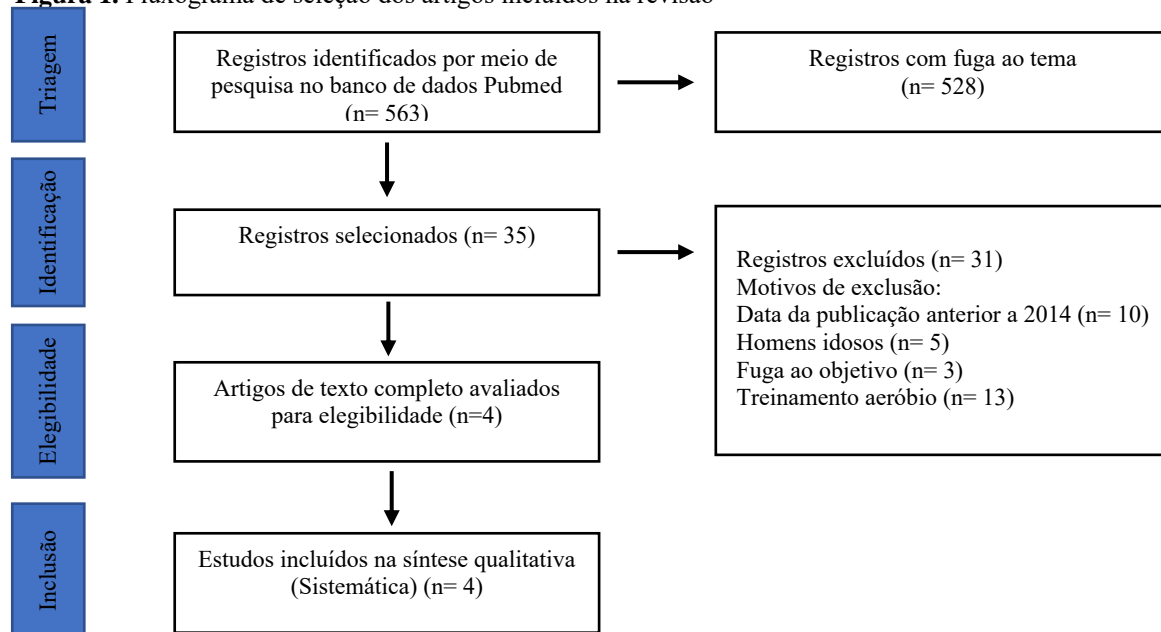 Figura 1. Fluxograma de seleção dos artigos incluídos na revisão
Triagem
Registros identificados por meio de
pesquisa no banco de dados Pubmed
(n= 563)
Registros com fuga ao tema
(n= 528)
Identificação
Registros selecionados (n= 35)
Registros excluídos (n= 31)
Motivos de exclusão:
Data da publicação anterior a 2014 (n= 10)
Homens idosos (n= 5)
Fuga ao objetivo (n= 3)
Treinamento aeróbio (n= 13)
Elegibilidade
Artigos de texto completo avaliados
para elegibilidade (n=4)
Inclusão
Estudos incluídos na síntese qualitativa
(Sistemática) (n= 4)